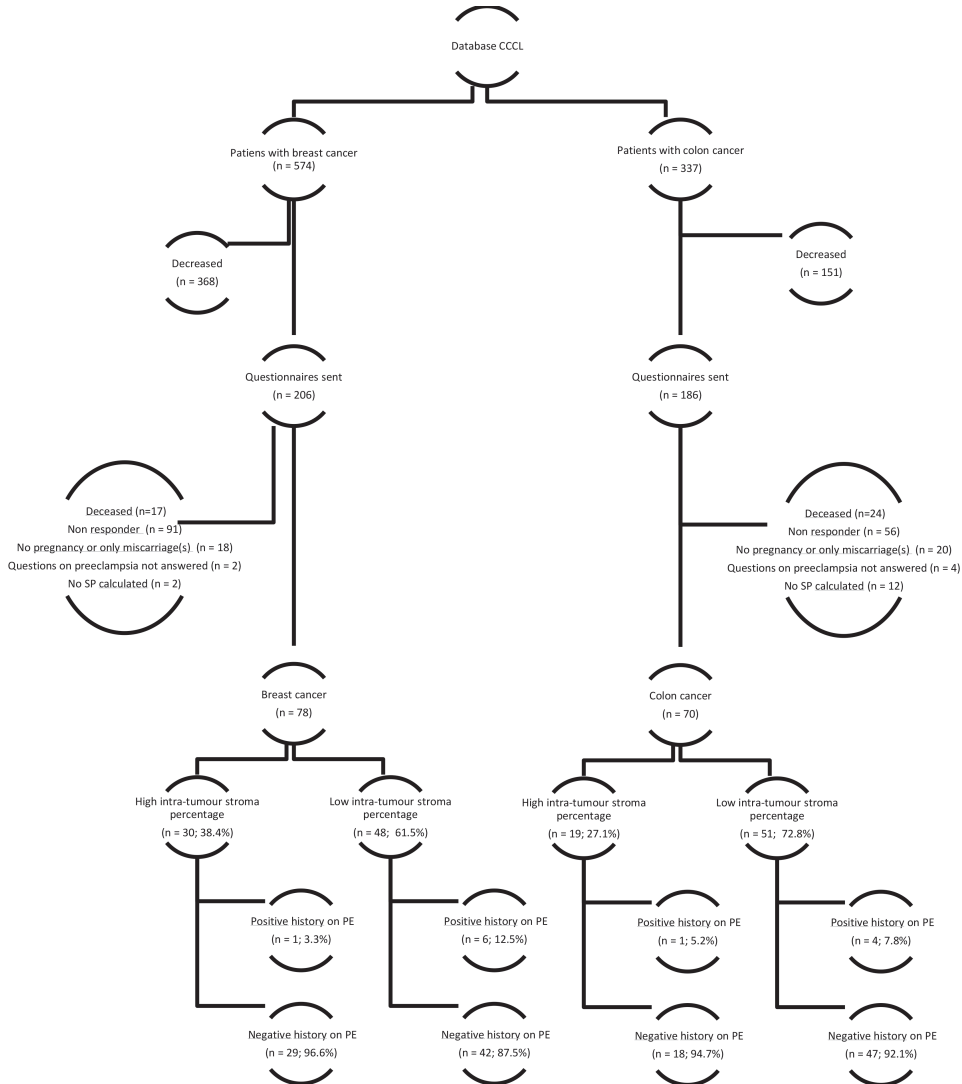 Database CCCL
Patiens with breast cancer
(n = 574)
Patients with colon cancer
(n = 337)
Decreased
(n = 368)
Decreased
(n = 151)
Questionnaires sent
(n = 206)
Questionnaires sent
(n = 186)
Deceased (n=17)
Non responder (n = 91)
No pregnancy or only miscarriage(s) (n = 18)
Questions on preeclampsia not answered (n = 2)
No SP calculated (n = 2)
Deceased (n=24)
Non responder (n = 56)
No pregnancy or only miscarriage(s) (n = 20)
Questions on preeclampsia not answered (n = 4)
No SP calculated (n = 12)
Breast cancer
(n = 78)
Colon cancer
(n = 70)
High intra-tumour stroma
percentage
(n = 30; 38.4%)
Low intra-tumour stroma
percentage
(n = 48; 61.5%)
High intra-tumour stroma
percentage
(n = 19; 27.1%)
Low intra-tumour stroma
percentage
(n = 51; 72.8%)
Positive history on PE
(n = 1; 3.3%)
Positive history on PE
(n = 6; 12.5%)
Positive history on PE
(n = 1; 5.2%)
Positive history on PE
(n = 4; 7.8%)
Negative history on PE
(n = 29; 96.6%)
Negative history on PE
(n = 42; 87.5%)
Negative history on PE
(n = 18; 94.7%)
Negative history on PE
(n = 47; 92.1%)